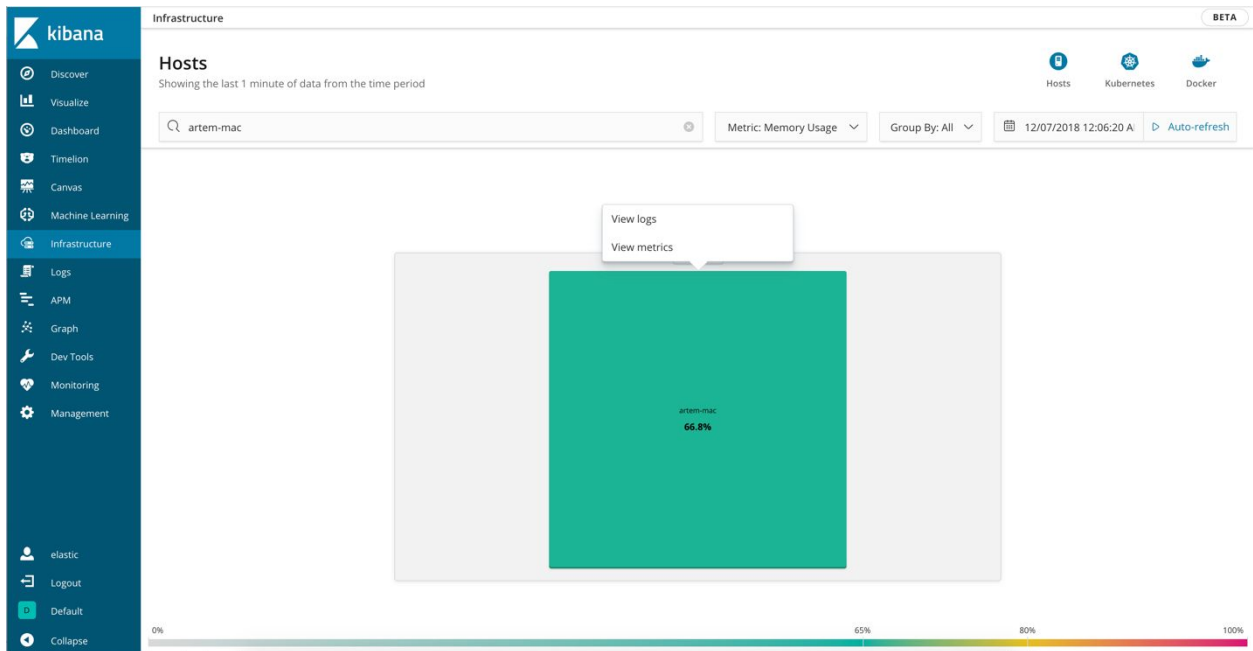 kibana
Discover
Visualize
Dashboard
Timelion
Canvas
Machine Learning
Infrastructure
Logs
APM
Graph
Dev Tools
Monitoring
Management
elastic
Logout
D Default
Collapse
Infrastructure
BETA
Hosts
Showing the last 1 minute of data from the time period
Hosts Kubernetes Docker
artem-mac
Metric: Memory Usage
Group By: All
12/07/2018 12:06:20 A
Auto-refresh
View logs
View metrics
artem-mac
66.8%
0% 65% 80% 100%